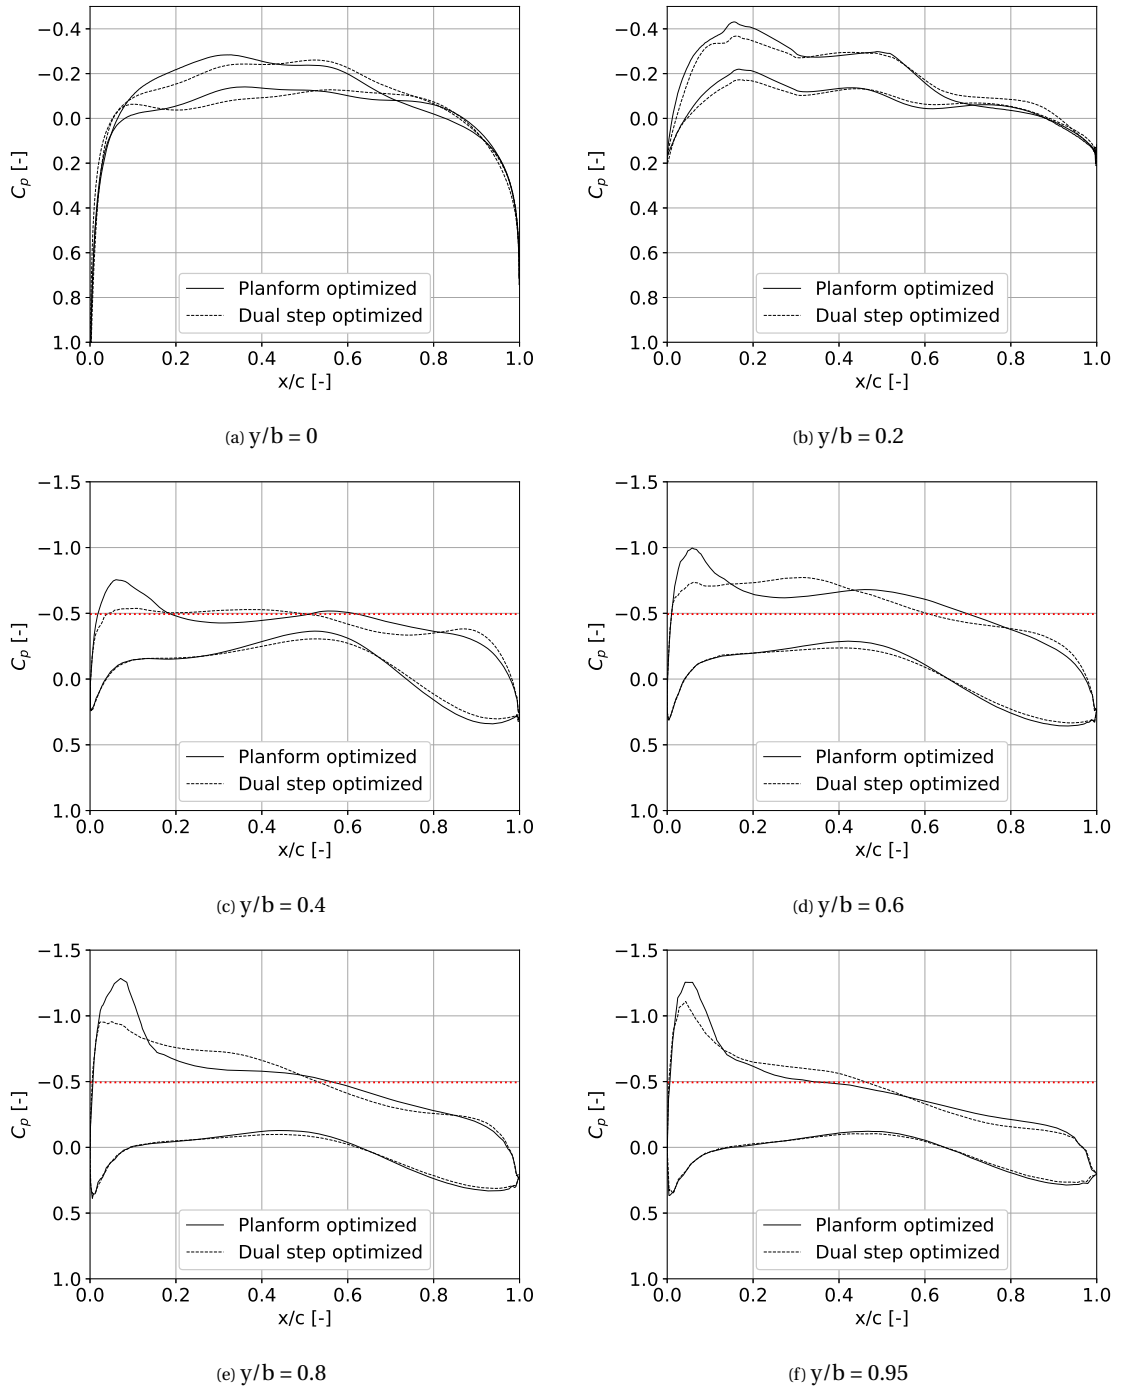 −0.4
−0.2
0.0
0.2
0.4
0.6
0.8
1.0
Cp [-]
Planform optimized
Dual step optimized
0.0 0.2 0.4 0.6 0.8 1.0
x/c [-]
(a) y/b = 0
−0.4
−0.2
0.0
0.2
0.4
0.6
0.8
1.0
Cp [-]
Planform optimized
Dual step optimized
0.0 0.2 0.4 0.6 0.8 1.0
x/c [-]
(b) y/b = 0.2
−1.5
−1.0
−0.5
0.0
0.5
1.0
Cp [-]
Planform optimized
Dual step optimized
0.0 0.2 0.4 0.6 0.8 1.0
x/c [-]
(c) y/b = 0.4
−1.5
−1.0
−0.5
0.0
0.5
1.0
Cp [-]
Planform optimized
Dual step optimized
0.0 0.2 0.4 0.6 0.8 1.0
x/c [-]
(d) y/b = 0.6
−1.5
−1.0
−0.5
0.0
0.5
1.0
Cp [-]
Planform optimized
Dual step optimized
0.0 0.2 0.4 0.6 0.8 1.0
x/c [-]
(e) y/b = 0.8
−1.5
−1.0
−0.5
0.0
0.5
1.0
Cp [-]
Planform optimized
Dual step optimized
0.0 0.2 0.4 0.6 0.8 1.0
x/c [-]
(f) y/b = 0.95